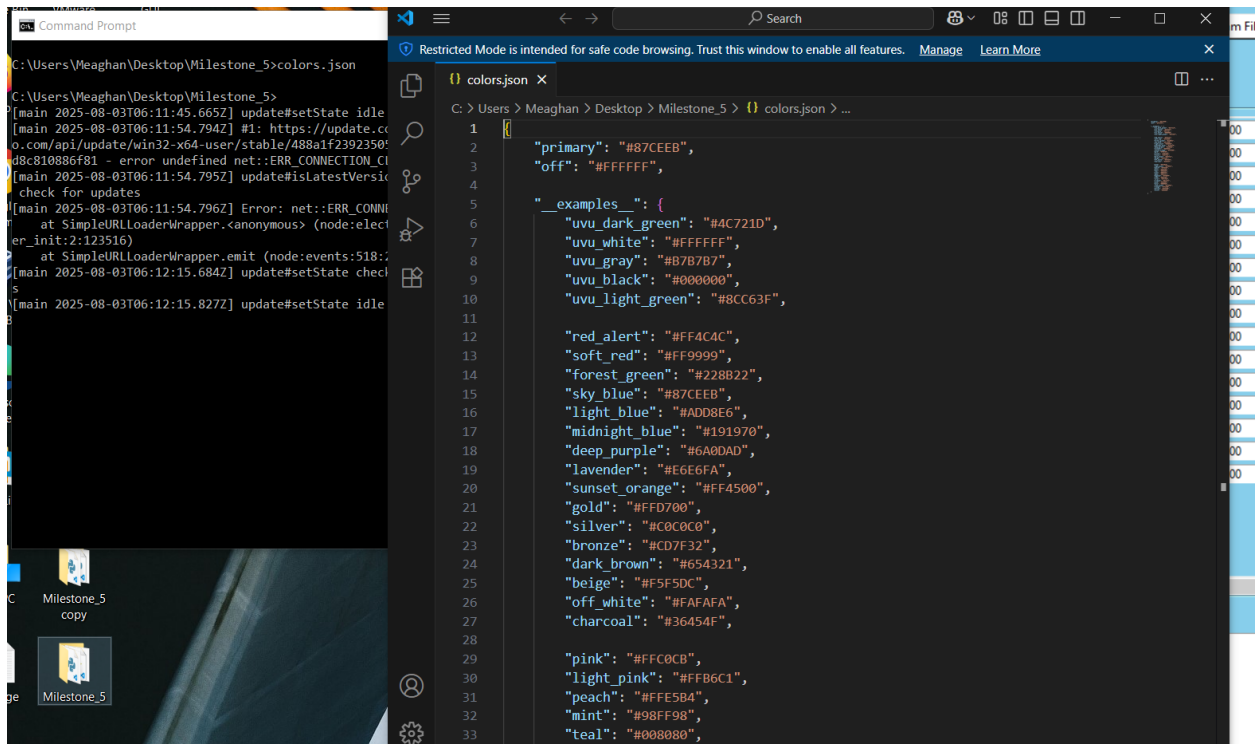 Command Prompt
C:\Users\Meaghan\Desktop\Milestone_5>colors.json
C:\Users\Meaghan\Desktop\Milestone_5>
[main 2025-08-03T06:11:45.665Z] update#setState idle
[main 2025-08-03T06:11:54.794Z] #1: https://update.co
o.com/api/update/win32-x64-user/stable/488a1f23923505
d8c810886f81 - error undefined net::ERR_CONNECTION_CL
[main 2025-08-03T06:11:54.795Z] update#isLatestVersio
check for updates
[main 2025-08-03T06:11:54.796Z] Error: net::ERR_CONNE
at SimpleURLLoaderWrapper.<anonymous> (node:elect
er_init:2:123516)
at SimpleURLLoaderWrapper.emit (node:events:518:2
[main 2025-08-03T06:12:15.684Z] update#setState check
s
[main 2025-08-03T06:12:15.827Z] update#setState idle
Milestone_5
copy
Milestone_5
Search
Restricted Mode is intended for safe code browsing. Trust this window to enable all features. Manage Learn More
{} colors.json
C: > Users > Meaghan > Desktop > Milestone_5 > {} colors.json > ...
1 {
2 "primary": "#87CEEB",
3 "off": "#FFFFFF",
4
5 "__examples__": {
6 "uvu_dark_green": "#4C721D",
7 "uvu_white": "#FFFFFF",
8 "uvu_gray": "#B7B7B7",
9 "uvu_black": "#000000",
10 "uvu_light_green": "#8CC63F",
11
12 "red_alert": "#FF4C4C",
13 "soft_red": "#FF9999",
14 "forest_green": "#228B22",
15 "sky_blue": "#87CEEB",
16 "light_blue": "#ADD8E6",
17 "midnight_blue": "#191970",
18 "deep_purple": "#6A0DAD",
19 "lavender": "#E6E6FA",
20 "sunset_orange": "#FF4500",
21 "gold": "#FFD700",
22 "silver": "#C0C0C0",
23 "bronze": "#CD7F32",
24 "dark_brown": "#654321",
25 "beige": "#F5F5DC",
26 "off_white": "#FAFAFA",
27 "charcoal": "#36454F",
28
29 "pink": "#FFC0CB",
30 "light_pink": "#FFB6C1",
31 "peach": "#FFE5B4",
32 "mint": "#98FF98",
33 "teal": "#008080",